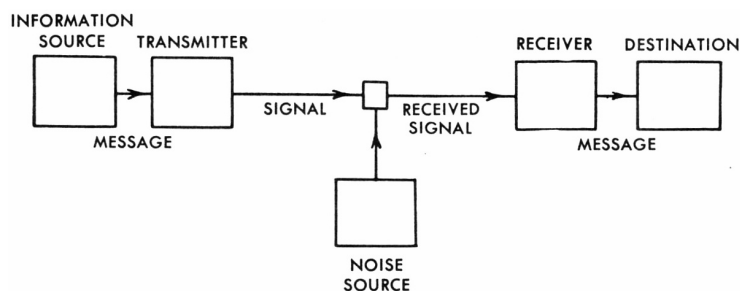 INFORMATION
SOURCE
TRANSMITTER
RECEIVER
DESTINATION
SIGNAL
RECEIVED
SIGNAL
MESSAGE
MESSAGE
NOISE
SOURCE